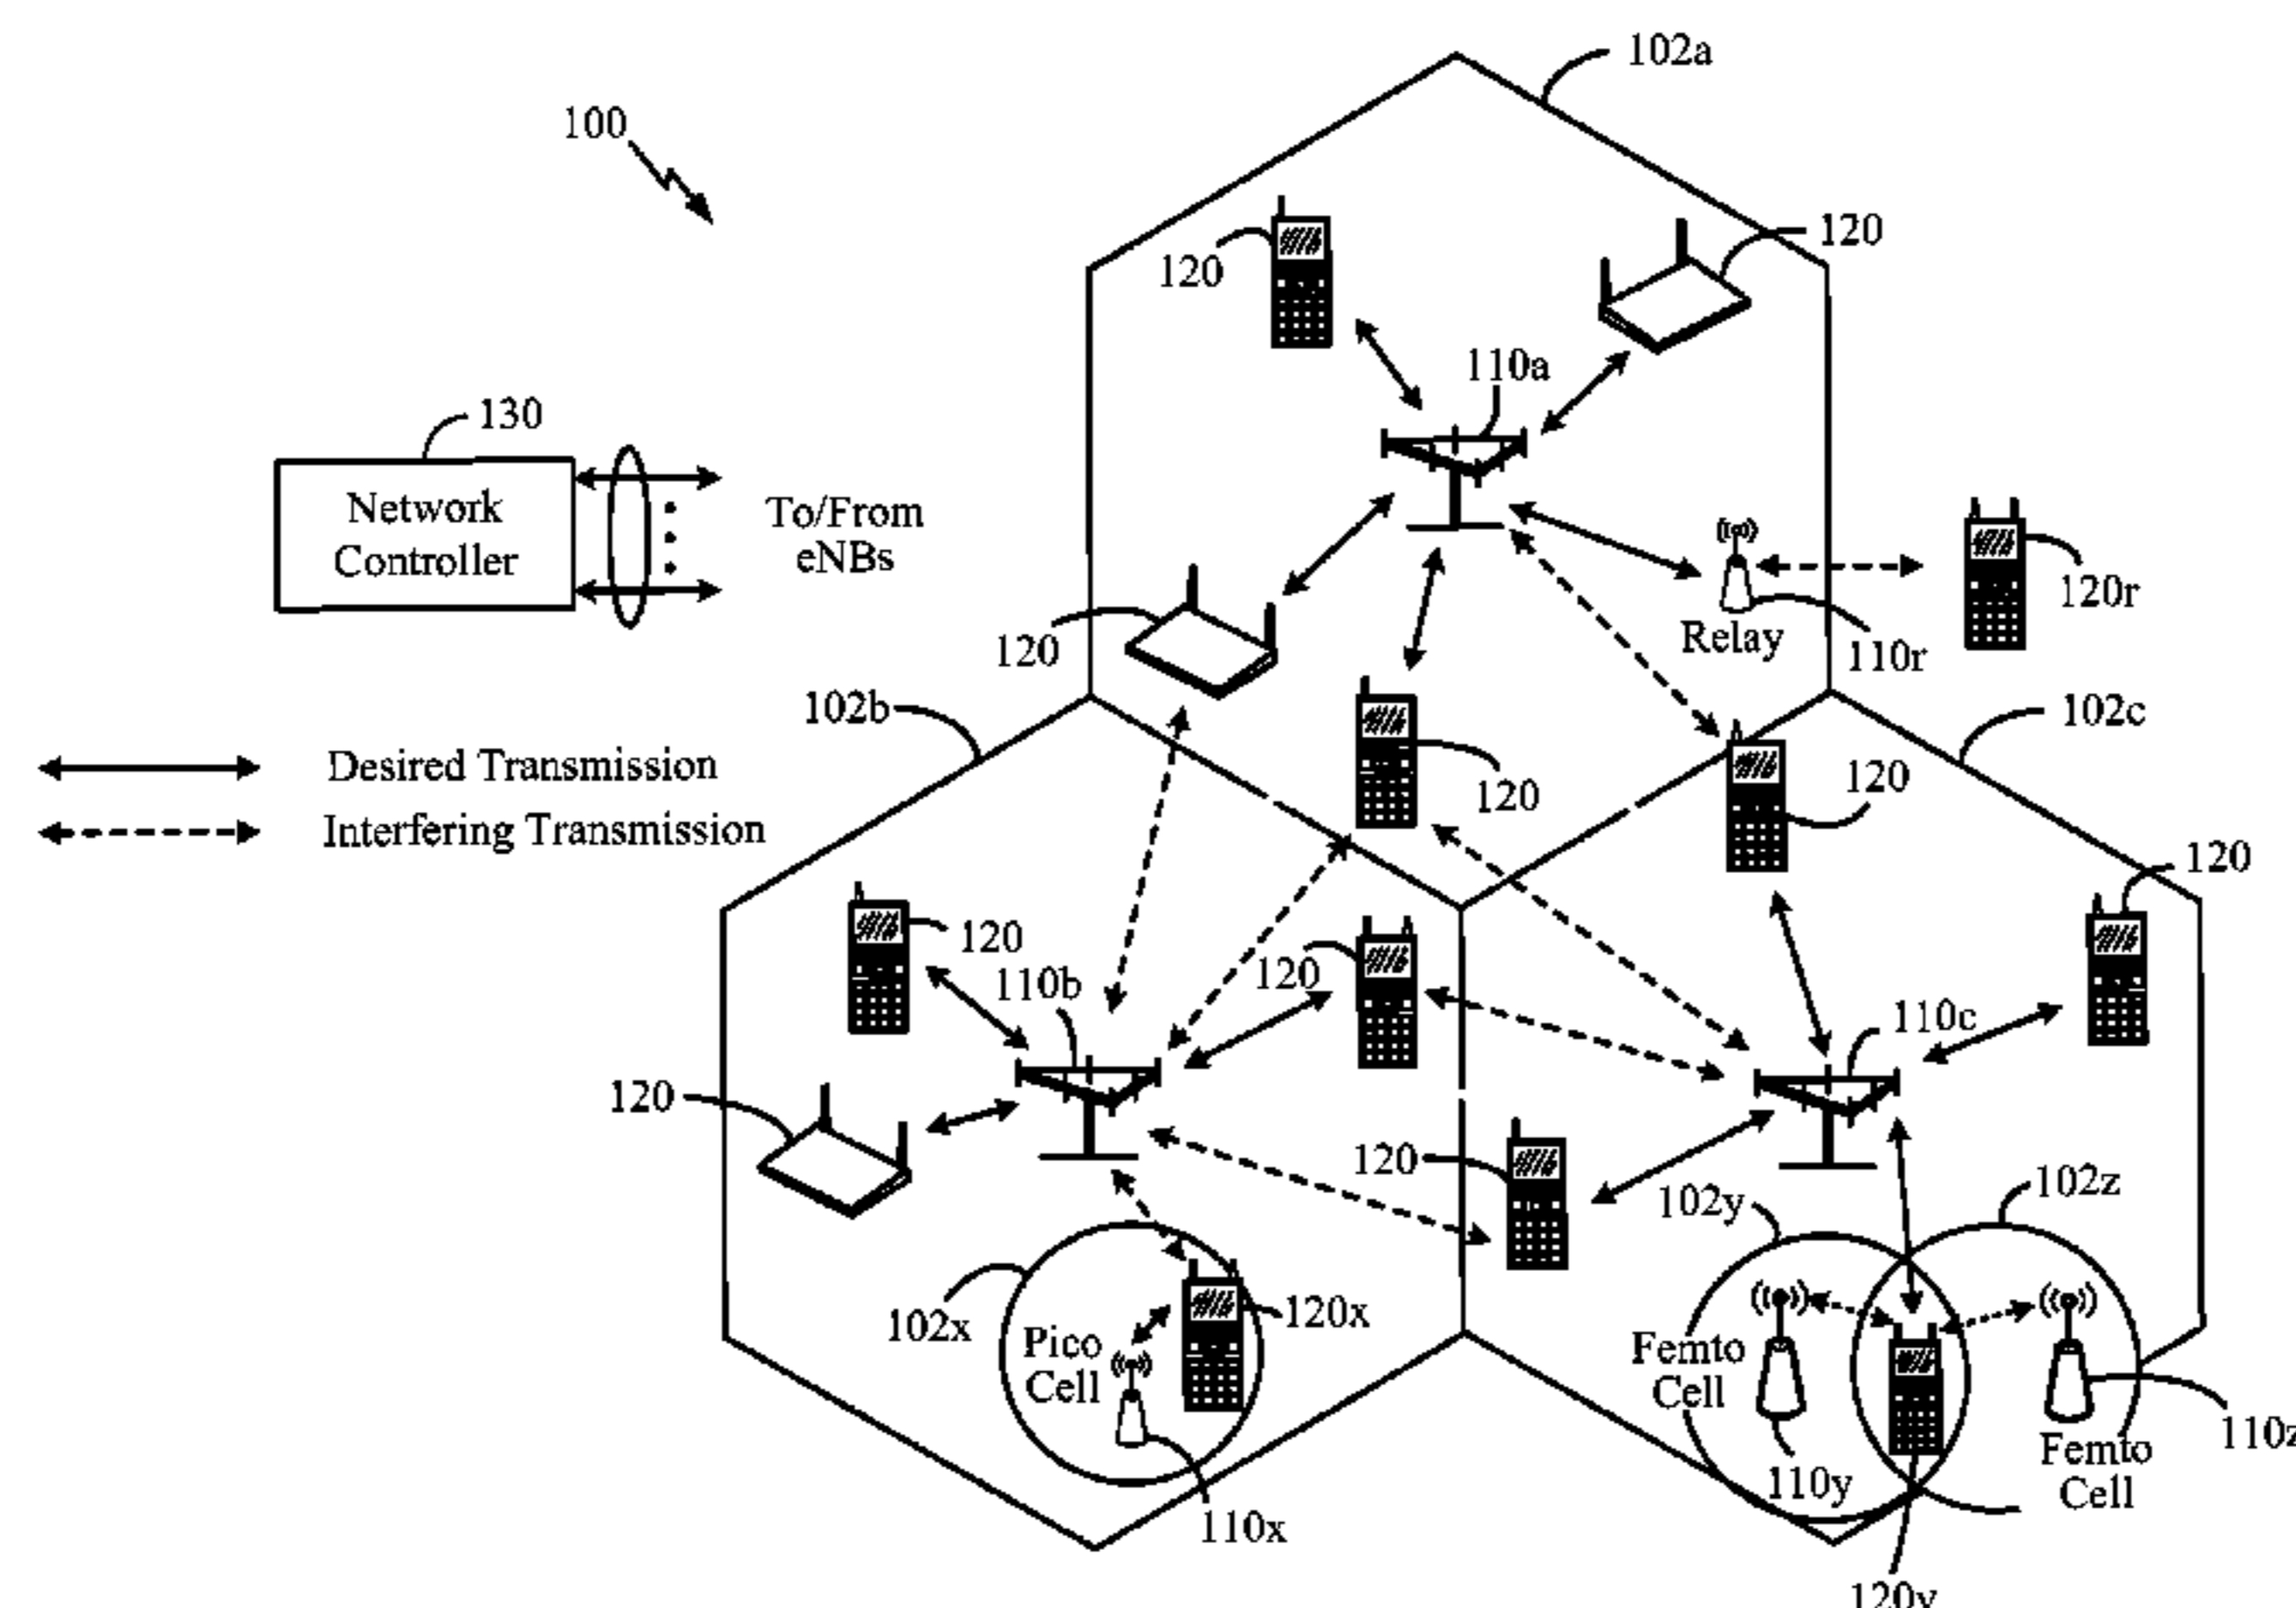 102a
100
120
120
110a
130
Network
Controller
To/From
eNBs
120r
120
Relay
110r
102b
102c
Desired Transmission
Interfering Transmission
120
120
120
120
110b
120
110c
120
120
102y
102z
102x
120x
Pico
Cell
Femto
Cell
110z
Femto
Cell
110y
110x
120y